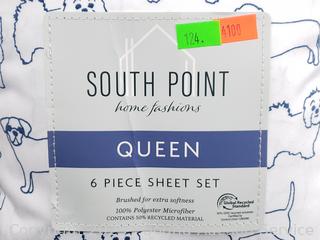 124.
4100
SOUTH POINT
home fashions
QUEEN
6 PIECE SHEET SET
Brushed for extra softness
100% Polyester Microfiber
CONTAINS 50% RECYCLED MATERIAL
Global Recycled
Standard